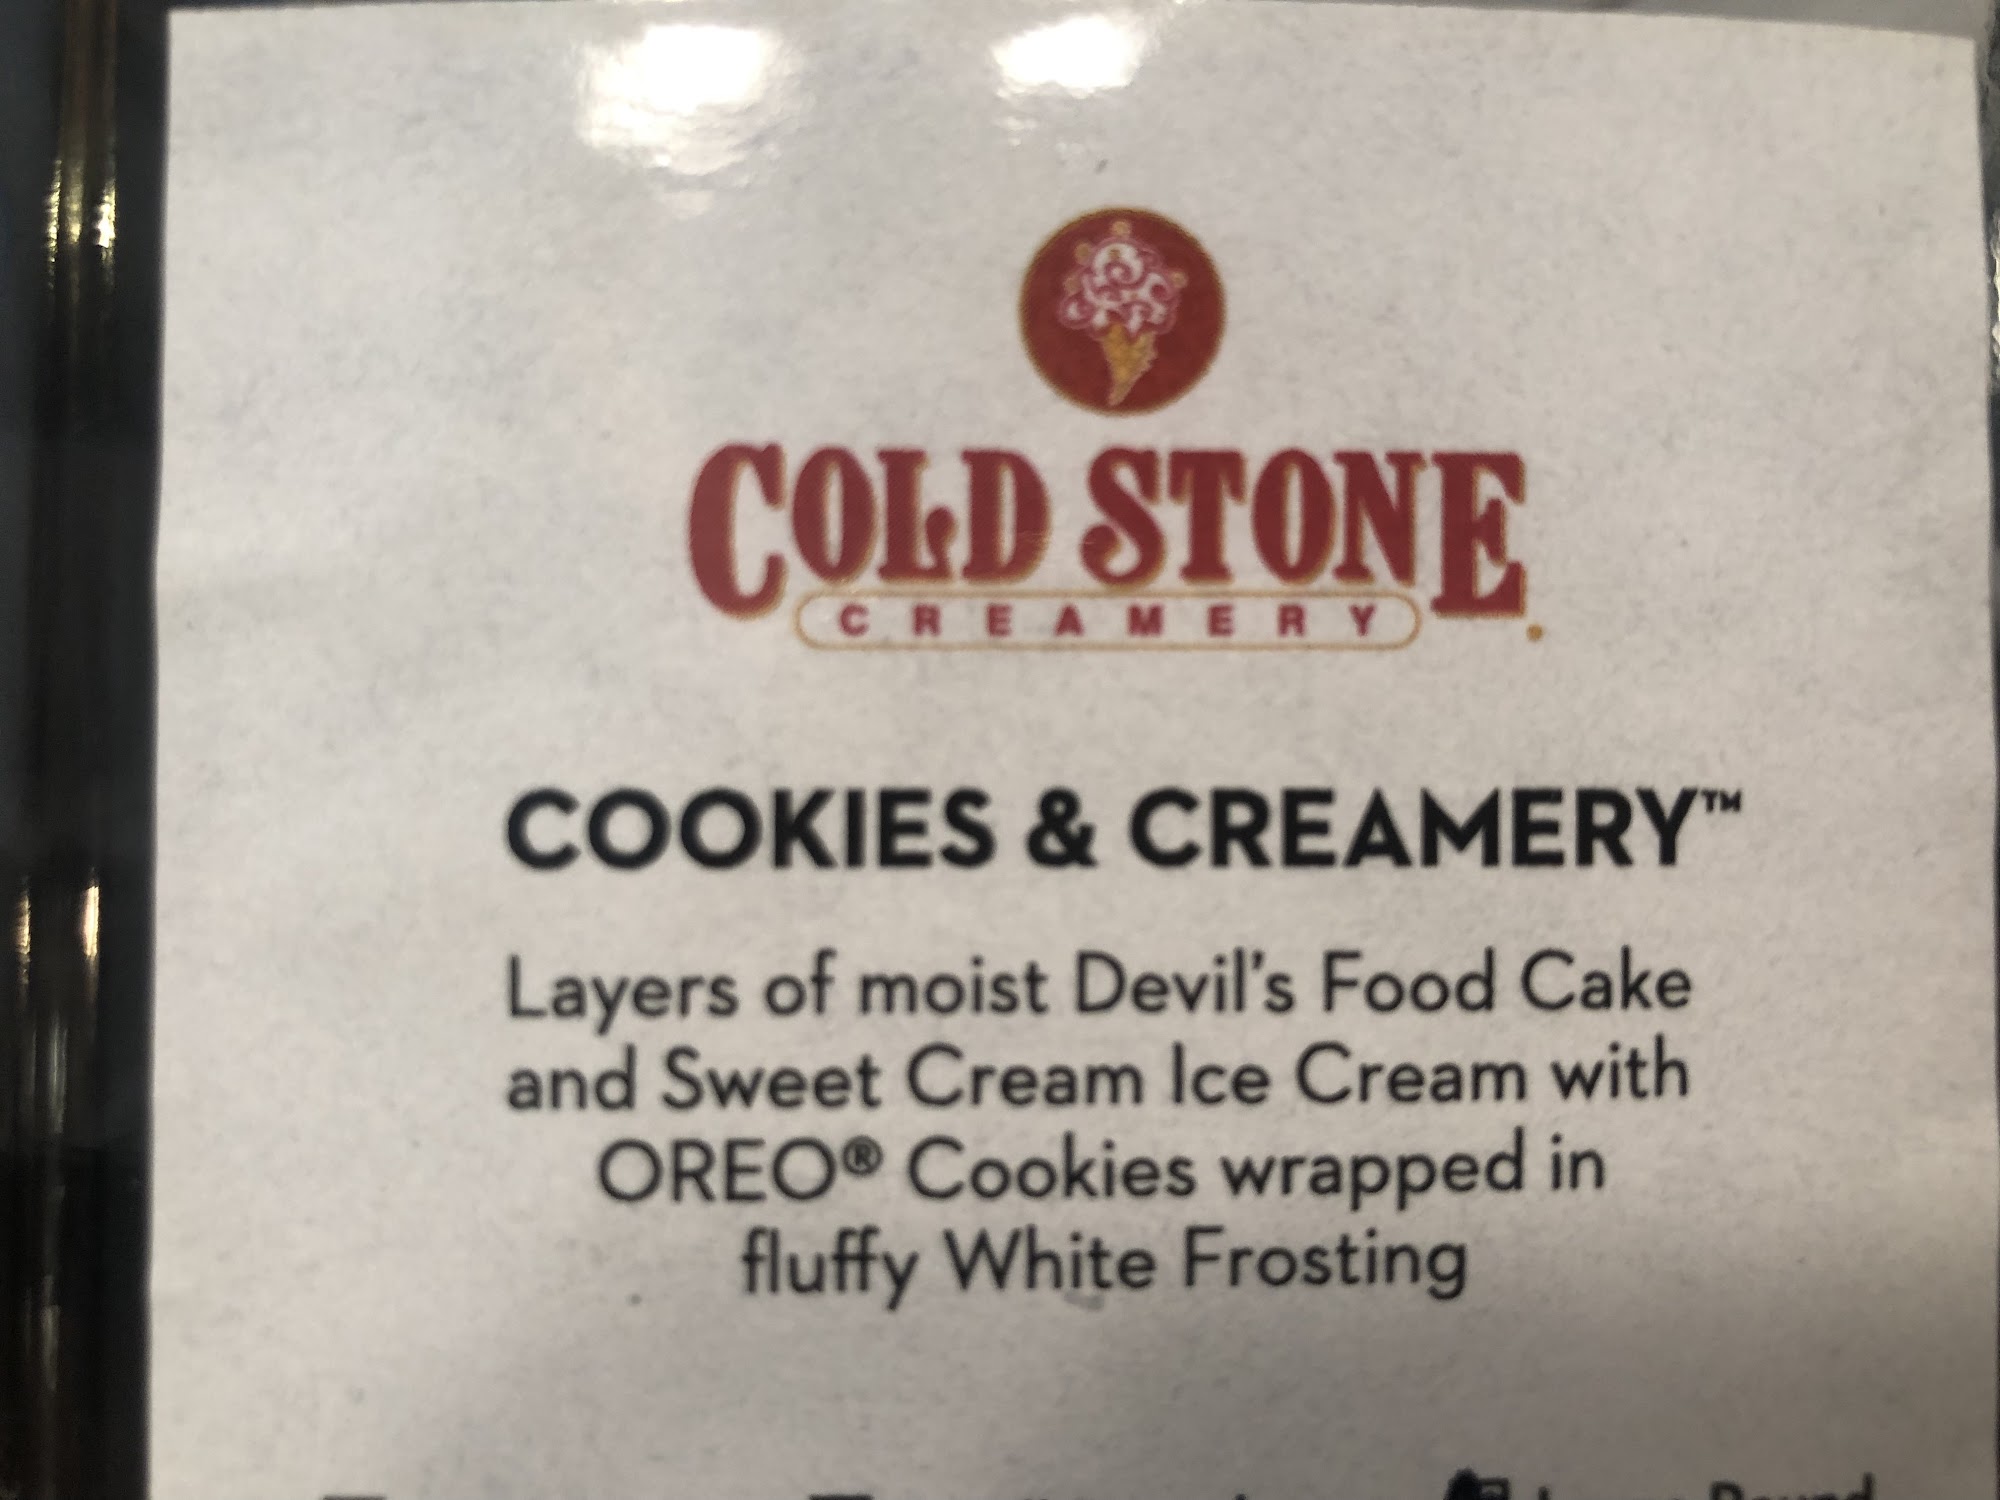 COLD STONE
CREAMERY
COOKIES & CREAMERY™
Layers of moist Devil's Food Cake
and Sweet Cream Ice Cream with
OREO® Cookies wrapped in
fluffy White Frosting